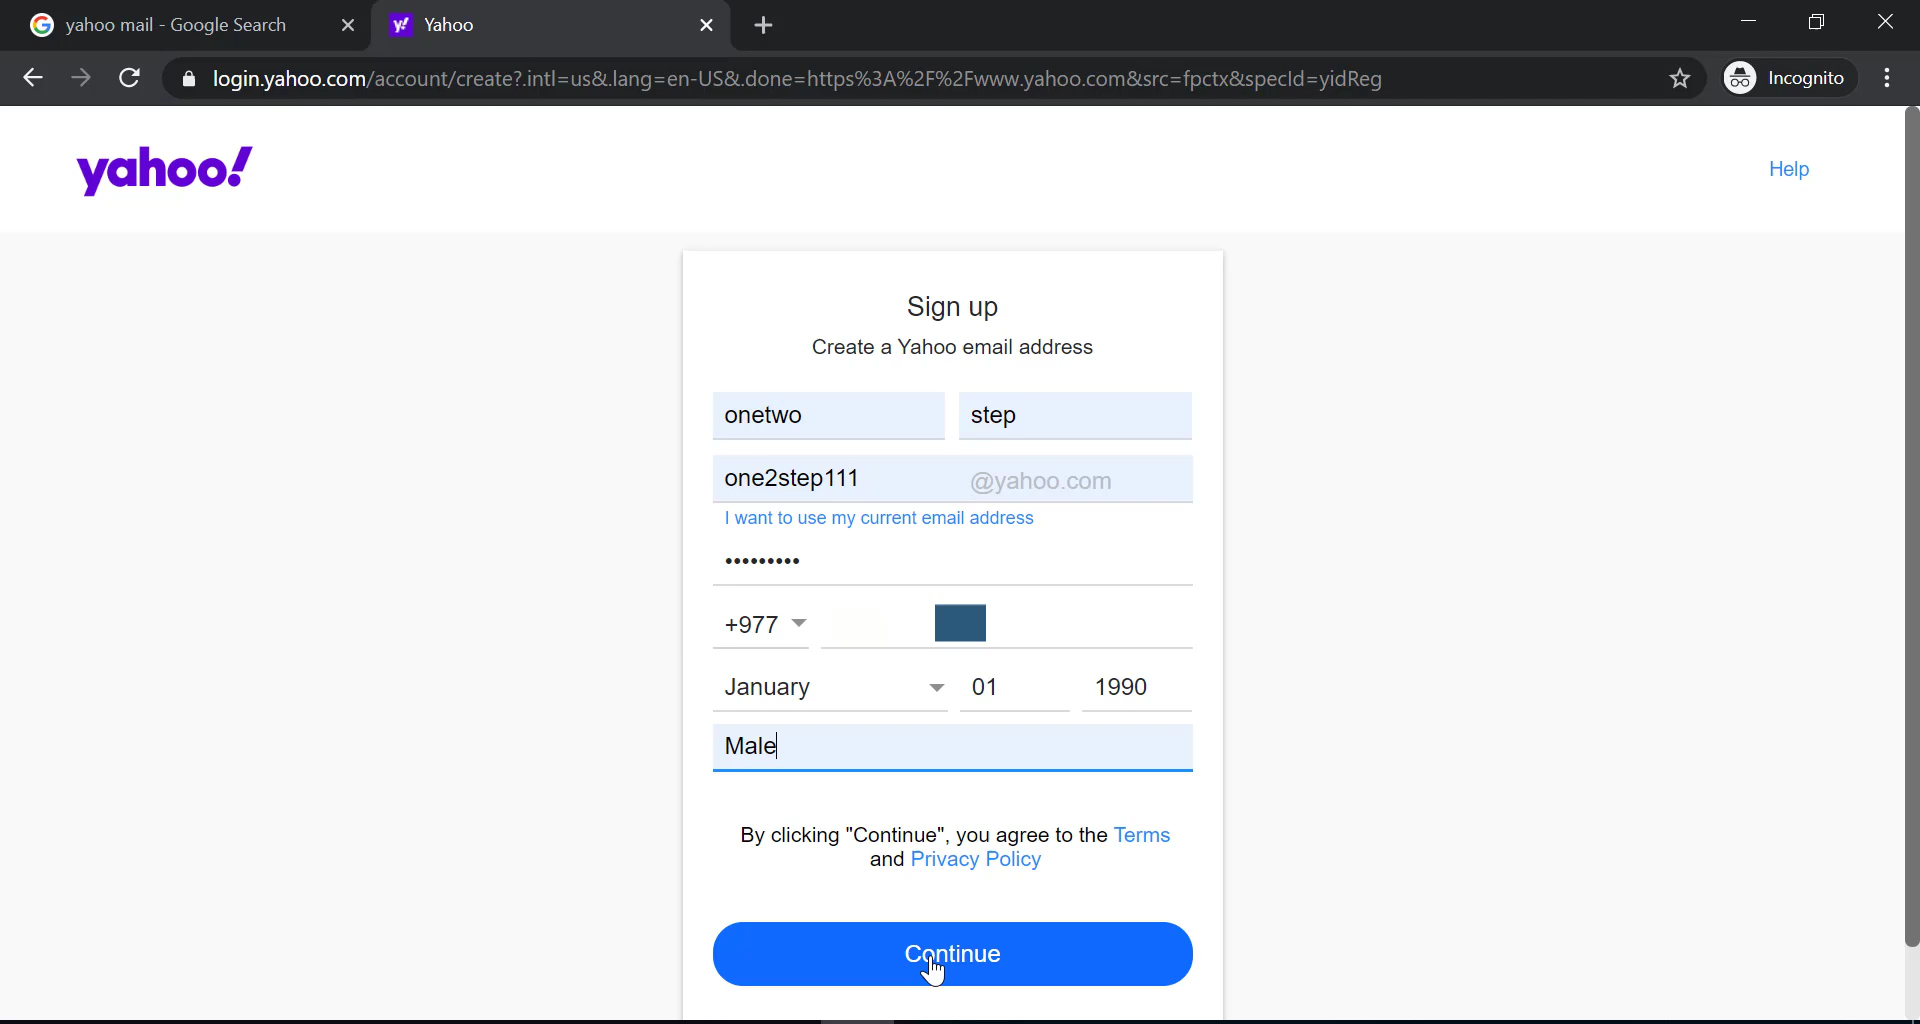 yahoo mail - Google Search
Yahoo
login.yahoo.com/account/create?.intl=us&.lang=en-US&.done=https%3A%2F%2Fwww.yahoo.com&src=fpctx&specId=yidReg
Incognito
yahoo!
Help
Sign up
Create a Yahoo email address
onetwo step
one2step111 @yahoo.com
I want to use my current email address
•••••••••
+977
January 01 1990
Male
By clicking "Continue", you agree to the Terms
and Privacy Policy
Continue